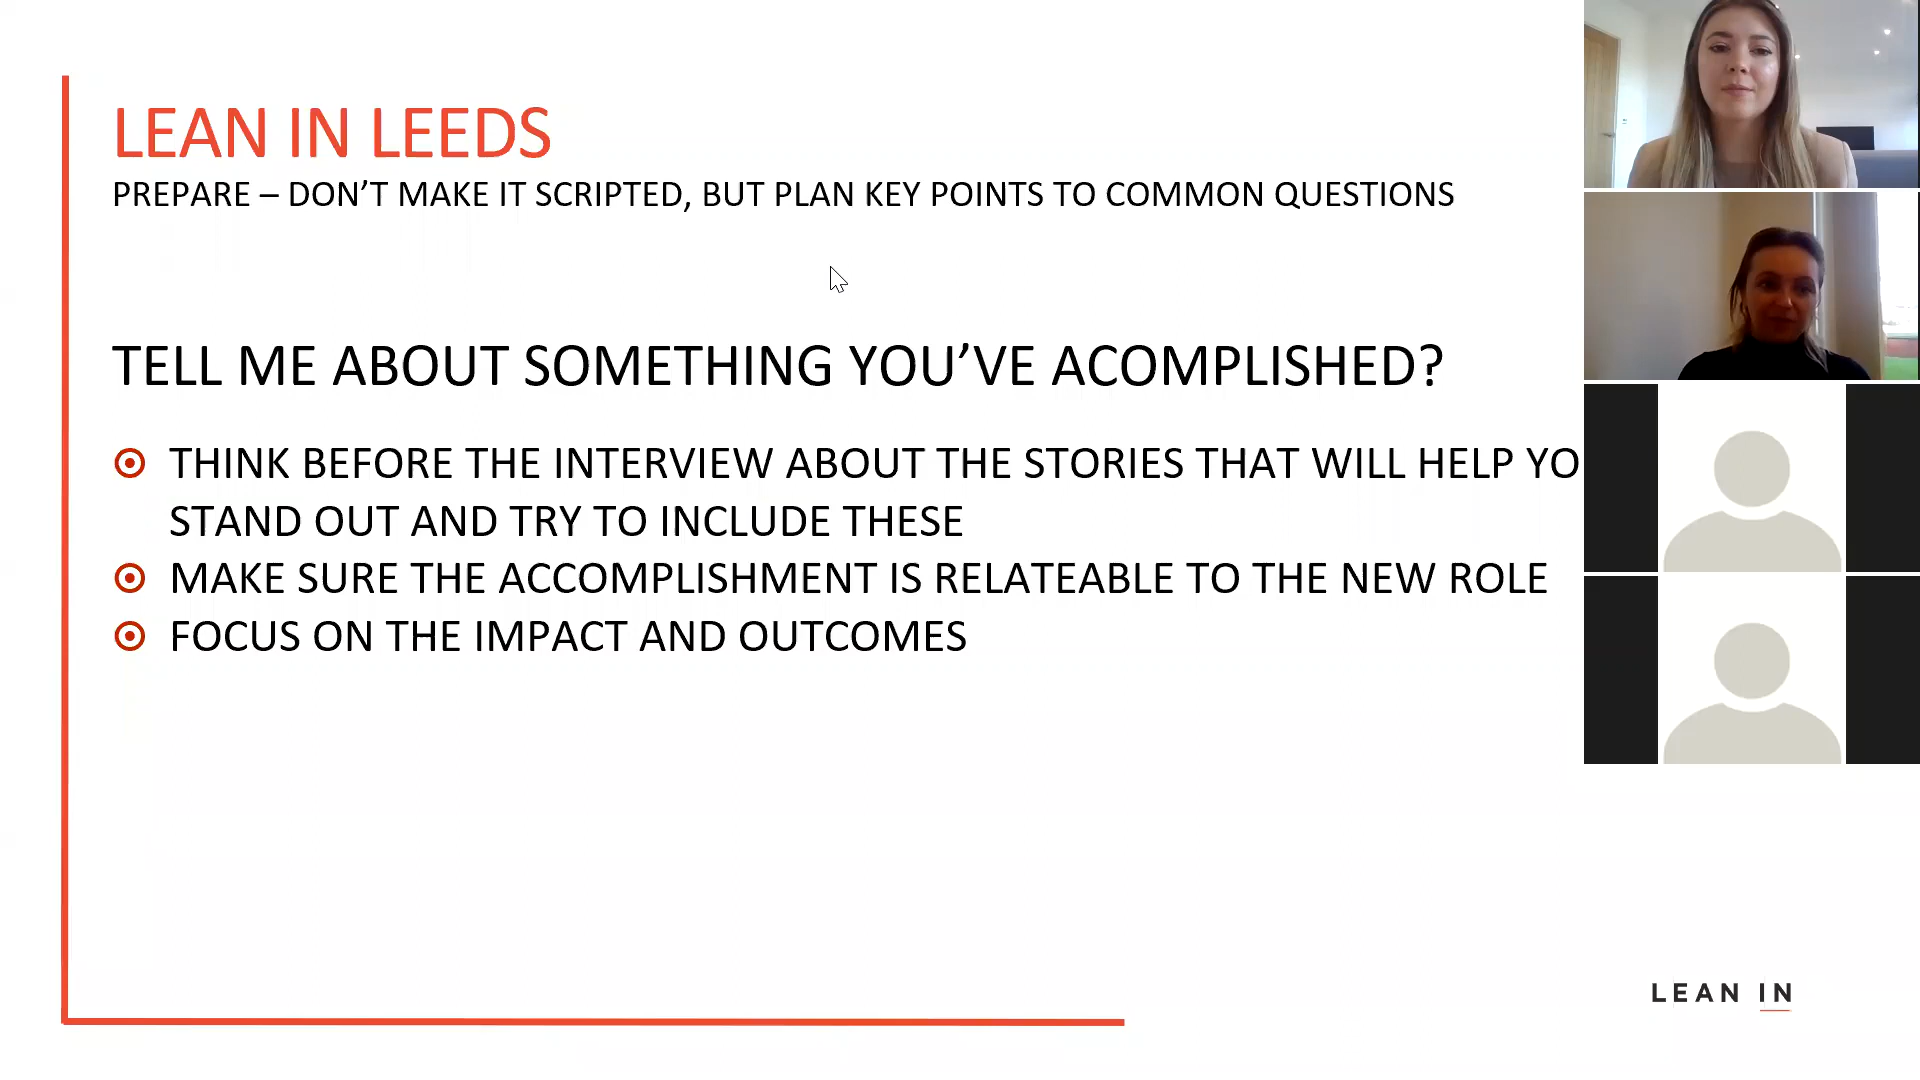 LEAN IN LEEDS
PREPARE – DON’T MAKE IT SCRIPTED, BUT PLAN KEY POINTS TO COMMON QUESTIONS
TELL ME ABOUT SOMETHING YOU’VE ACOMPLISHED?
THINK BEFORE THE INTERVIEW ABOUT THE STORIES THAT WILL HELP YO
STAND OUT AND TRY TO INCLUDE THESE
MAKE SURE THE ACCOMPLISHMENT IS RELATEABLE TO THE NEW ROLE
FOCUS ON THE IMPACT AND OUTCOMES
LEAN IN